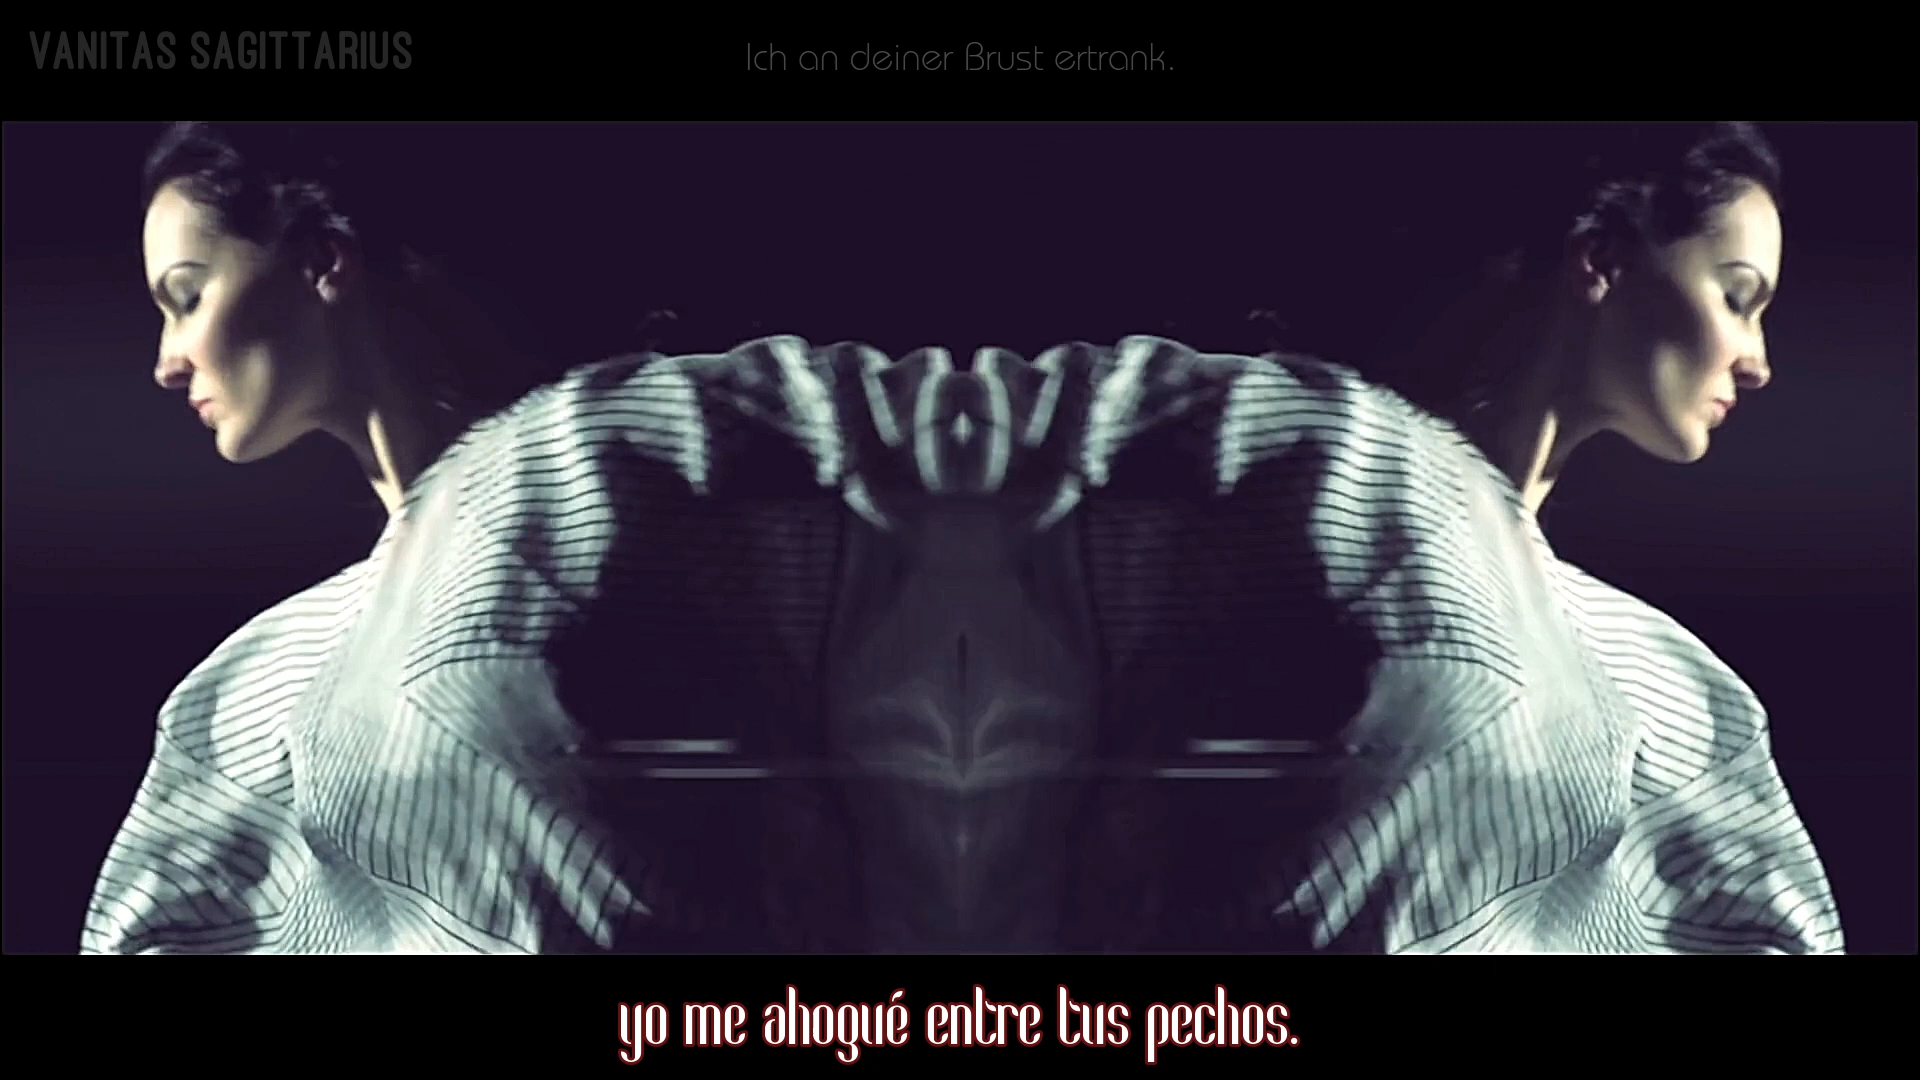 VANITAS SAGITTARIUS
Ich an deiner Brust ertrank.
yo me ahogué entre tus pechos.